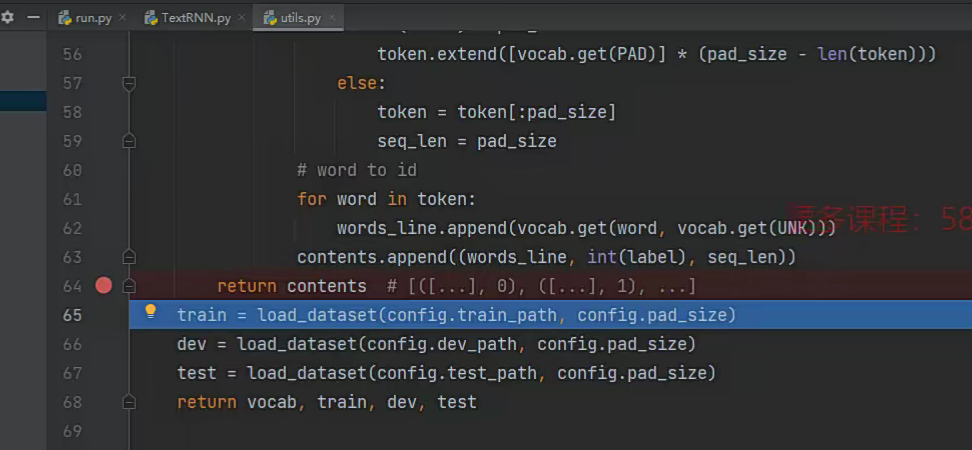 run.py TextRNN.py utils.py
56 token.extend([vocab.get(PAD)] * (pad_size - len(token)))
57 else:
58 token = token[:pad_size]
59 seq_len = pad_size
60 # word to id
61 for word in token:
62 words_line.append(vocab.get(word, vocab.get(UNK)))
更多课程：58
63 contents.append((words_line, int(label), seq_len))
64 return contents # [([...], 0), ([...], 1), ...]
65 train = load_dataset(config.train_path, config.pad_size)
66 dev = load_dataset(config.dev_path, config.pad_size)
67 test = load_dataset(config.test_path, config.pad_size)
68 return vocab, train, dev, test
69